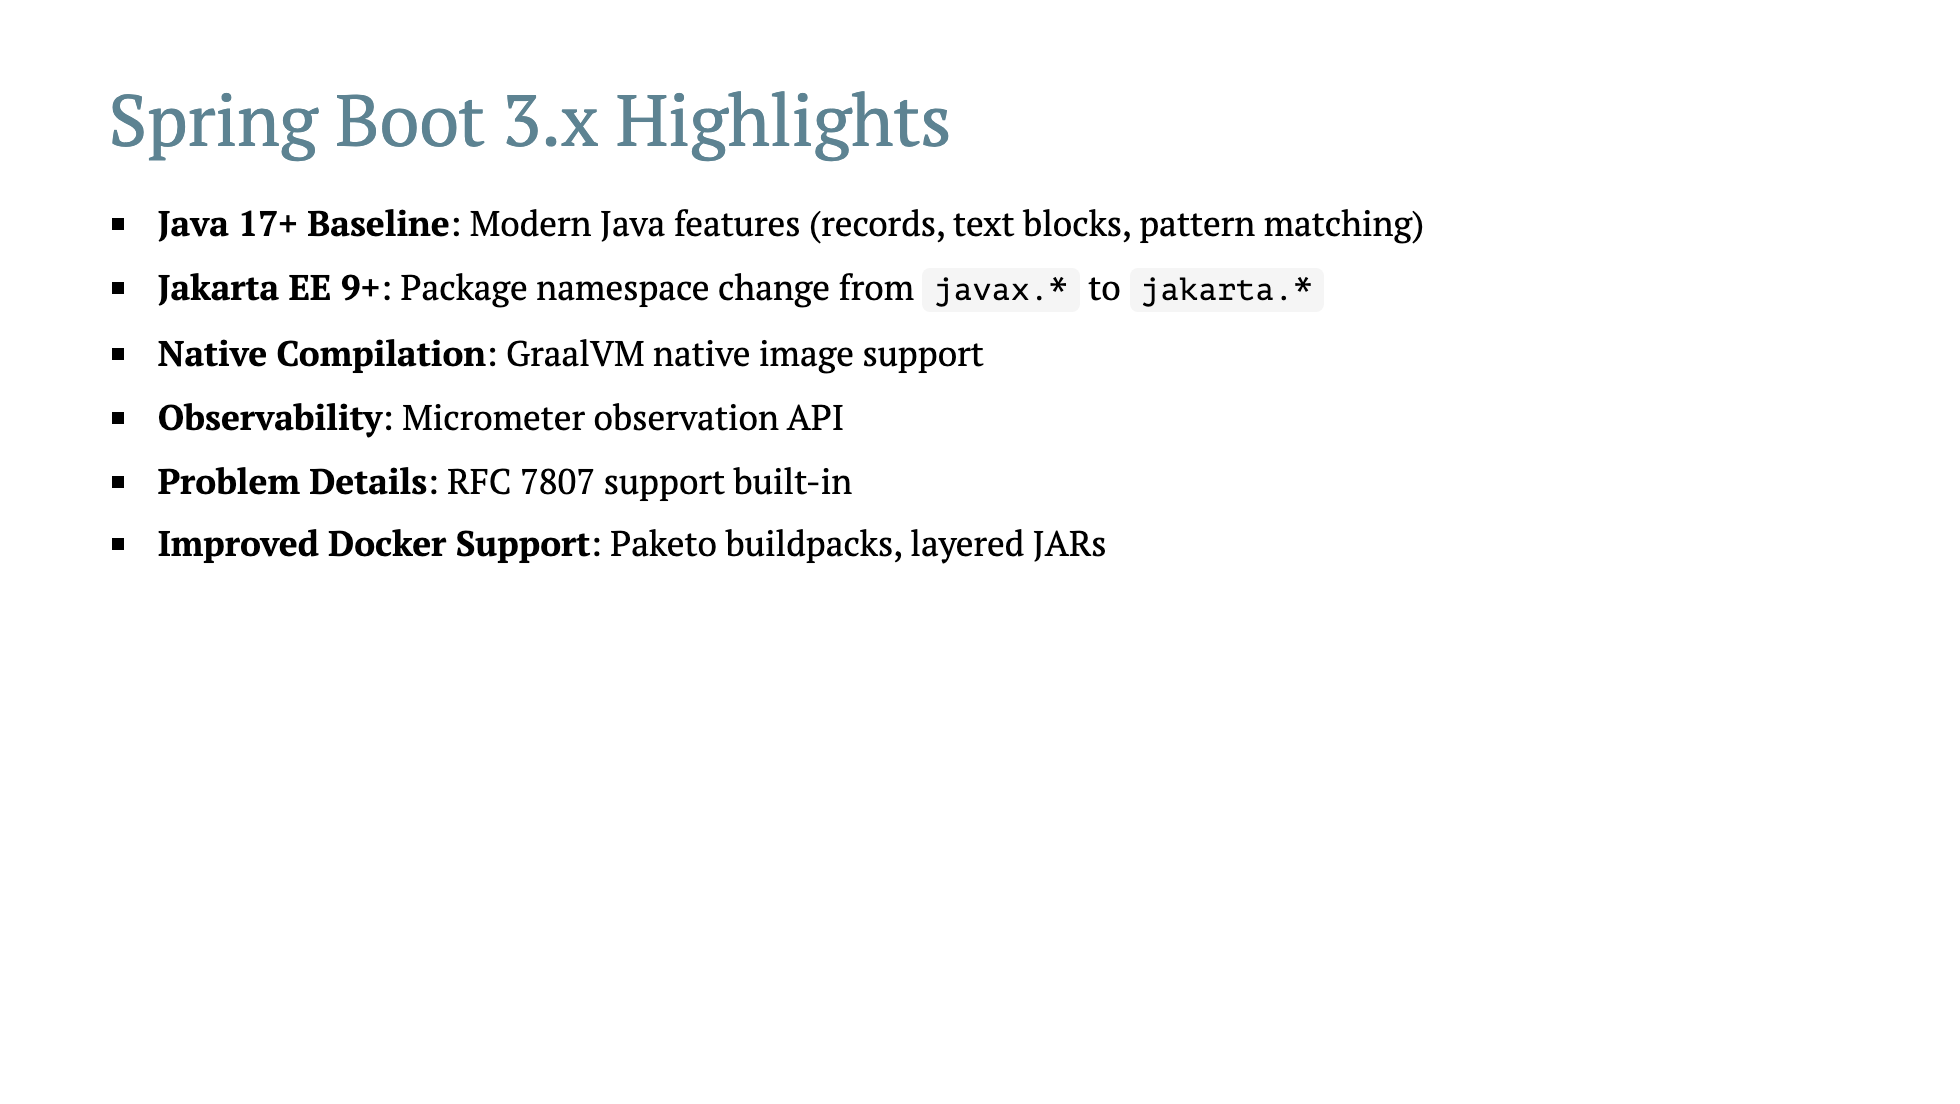 Spring Boot 3.x Highlights
▪ Java 17+ Baseline: Modern Java features (records, text blocks, pattern matching)
▪ Jakarta EE 9+: Package namespace change from javax.* to jakarta.*
▪ Native Compilation: GraalVM native image support
▪ Observability: Micrometer observation API
▪ Problem Details: RFC 7807 support built-in
▪ Improved Docker Support: Paketo buildpacks, layered JARs